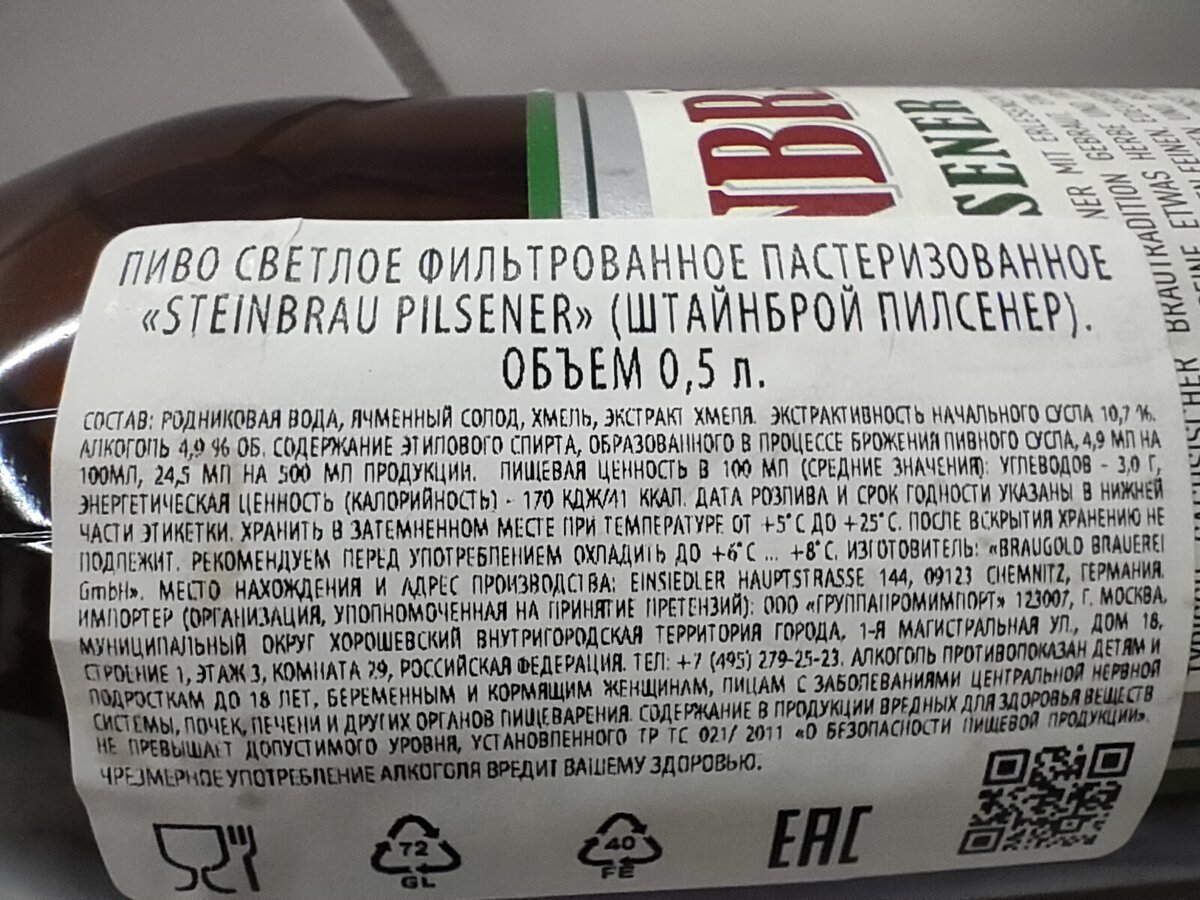 ПИВО СВЕТЛОЕ ФИЛЬТРОВАННОЕ ПАСТЕРИЗОВАННОЕ
«STEINBRAU PILSENER» (ШТАЙНБРОЙ ПИЛСЕНЕР).
ОБЪЕМ 0,5 л.
СОСТАВ: РОДНИКОВАЯ ВОДА, ЯЧМЕННЫЙ СОЛОД, ХМЕЛЬ, ЭКСТРАКТ ХМЕЛЯ. ЭКСТРАКТИВНОСТЬ НАЧАЛЬНОГО СУСЛА 10,7 %.
АЛКОГОЛЬ 4,9 % ОБ. СОДЕРЖАНИЕ ЭТИЛОВОГО СПИРТА, ОБРАЗОВАННОГО В ПРОЦЕССЕ БРОЖЕНИЯ ПИВНОГО СУСЛА, 4,9 МЛ НА
100МЛ, 24,5 МЛ НА 500 МЛ ПРОДУКЦИИ. ПИЩЕВАЯ ЦЕННОСТЬ В 100 МЛ (СРЕДНИЕ ЗНАЧЕНИЯ): УГЛЕВОДОВ - 3,0 Г,
ЭНЕРГЕТИЧЕСКАЯ ЦЕННОСТЬ (КАЛОРИЙНОСТЬ) - 170 КДЖ/41 ККАЛ. ДАТА РОЗЛИВА И СРОК ГОДНОСТИ УКАЗАНЫ В НИЖНЕЙ
ЧАСТИ ЭТИКЕТКИ. ХРАНИТЬ В ЗАТЕМНЕННОМ МЕСТЕ ПРИ ТЕМПЕРАТУРЕ ОТ +5°С ДО +25°С. ПОСЛЕ ВСКРЫТИЯ ХРАНЕНИЮ НЕ
ПОДЛЕЖИТ. РЕКОМЕНДУЕМ ПЕРЕД УПОТРЕБЛЕНИЕМ ОХЛАДИТЬ ДО +6°С ... +8°С. ИЗГОТОВИТЕЛЬ: «BRAUGOLD BRAUEREI
GmbH». МЕСТО НАХОЖДЕНИЯ И АДРЕС ПРОИЗВОДСТВА: EINSIEDLER HAUPTSTRASSE 144, 09123 CHEMNITZ, ГЕРМАНИЯ.
ИМПОРТЕР (ОРГАНИЗАЦИЯ, УПОЛНОМОЧЕННАЯ НА ПРИНЯТИЕ ПРЕТЕНЗИЙ): ООО «ГРУППАПРОМИМПОРТ» 123007, Г. МОСКВА,
МУНИЦИПАЛЬНЫЙ ОКРУГ ХОРОШЕВСКИЙ ВНУТРИГОРОДСКАЯ ТЕРРИТОРИЯ ГОРОДА, 1-Я МАГИСТРАЛЬНАЯ УЛ., ДОМ 18,
СТРОЕНИЕ 1, ЭТАЖ 3, КОМНАТА 29, РОССИЙСКАЯ ФЕДЕРАЦИЯ. ТЕЛ: +7 (495) 279-25-23. АЛКОГОЛЬ ПРОТИВОПОКАЗАН ДЕТЯМ И
ПОДРОСТКАМ ДО 18 ЛЕТ, БЕРЕМЕННЫМ И КОРМЯЩИМ ЖЕНЩИНАМ, ЛИЦАМ С ЗАБОЛЕВАНИЯМИ ЦЕНТРАЛЬНОЙ НЕРВНОЙ
СИСТЕМЫ, ПОЧЕК, ПЕЧЕНИ И ДРУГИХ ОРГАНОВ ПИЩЕВАРЕНИЯ. СОДЕРЖАНИЕ В ПРОДУКЦИИ ВРЕДНЫХ ДЛЯ ЗДОРОВЬЯ ВЕЩЕСТВ
НЕ ПРЕВЫШАЕТ ДОПУСТИМОГО УРОВНЯ, УСТАНОВЛЕННОГО ТР ТС 021/ 2011 «О БЕЗОПАСНОСТИ ПИЩЕВОЙ ПРОДУКЦИИ».
ЧРЕЗМЕРНОЕ УПОТРЕБЛЕНИЕ АЛКОГОЛЯ ВРЕДИТ ВАШЕМУ ЗДОРОВЬЮ.
72
GL
40
FE
EAC
NBR
SENER
NER MIT
BRAUTRADITION HERB UND
ETWAS